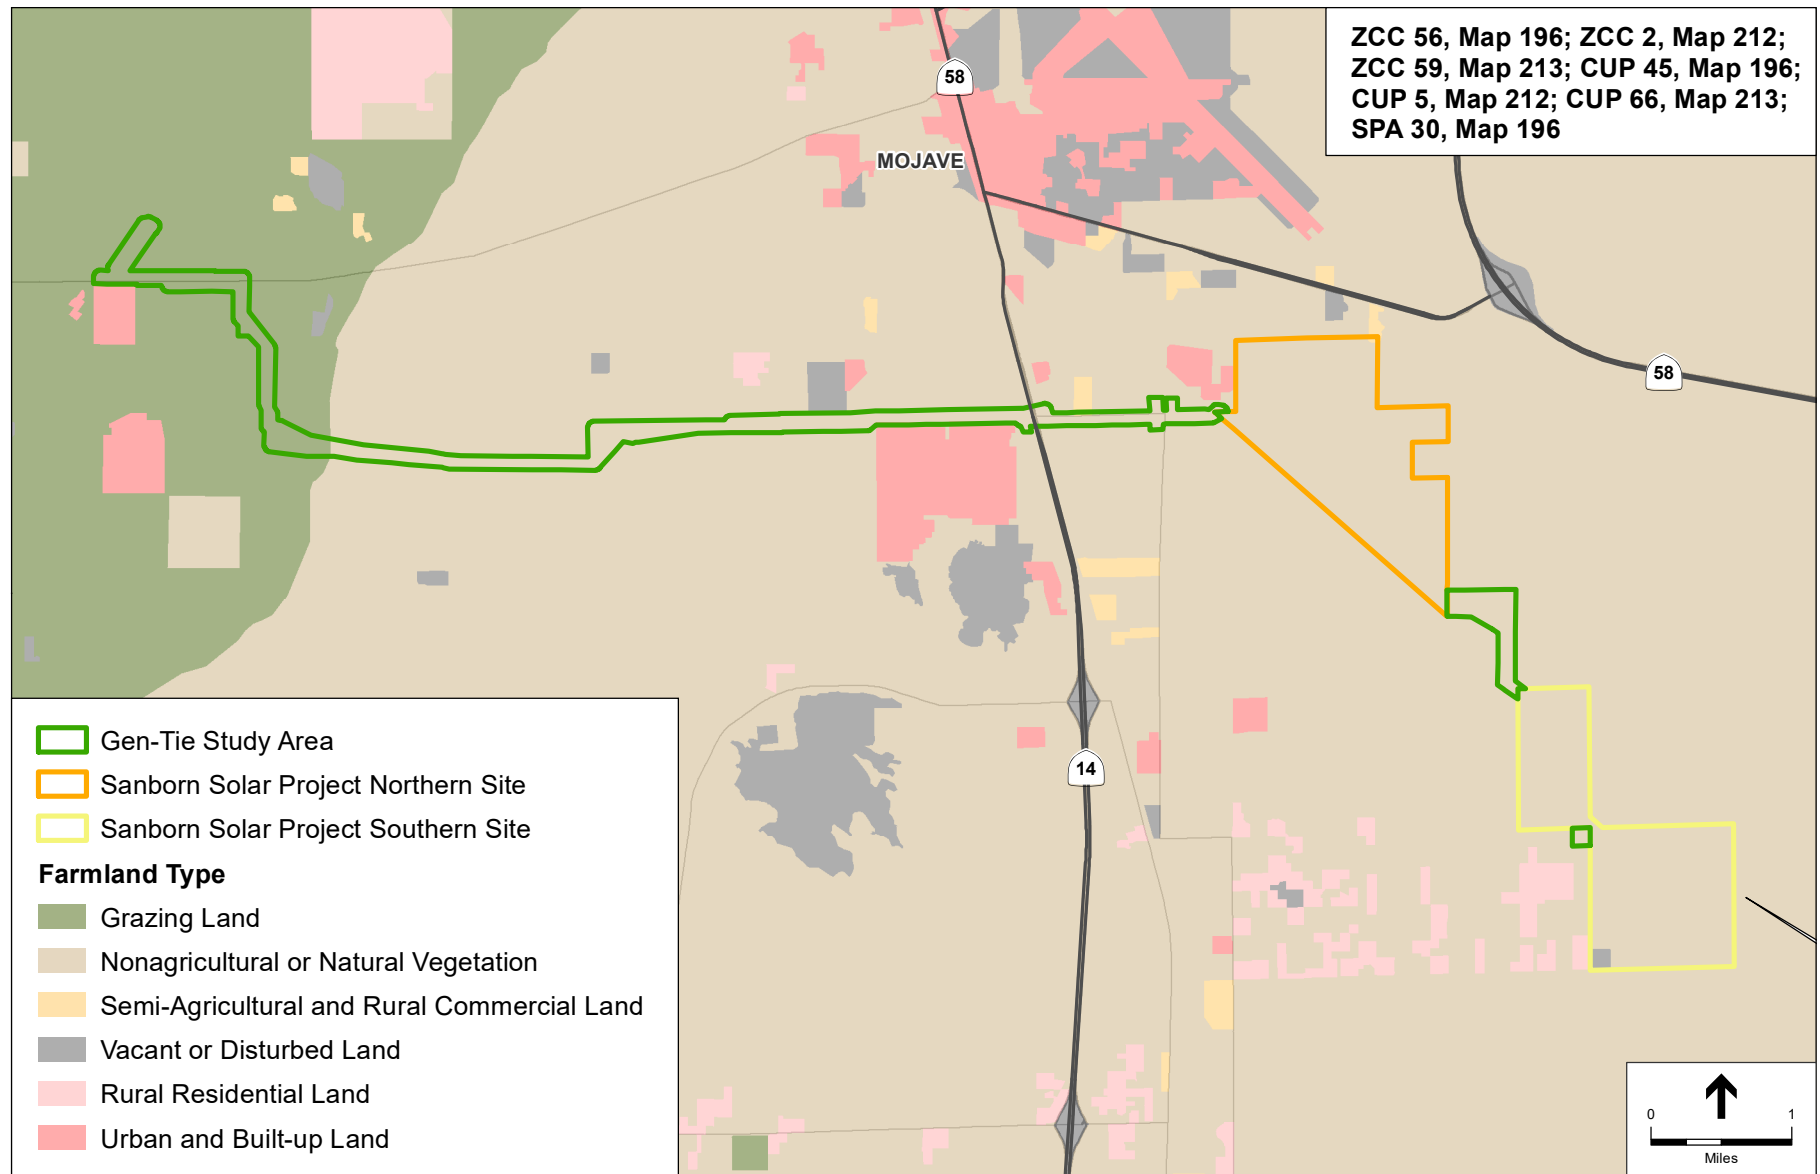 ZCC 56, Map 196; ZCC 2, Map 212;
ZCC 59, Map 213; CUP 45, Map 196;
CUP 5, Map 212; CUP 66, Map 213;
SPA 30, Map 196
58
MOJAVE
58
14
Gen-Tie Study Area
Sanborn Solar Project Northern Site
Sanborn Solar Project Southern Site
Farmland Type
Grazing Land
Nonagricultural or Natural Vegetation
Semi-Agricultural and Rural Commercial Land
Vacant or Disturbed Land
Rural Residential Land
Urban and Built-up Land
0 1
Miles